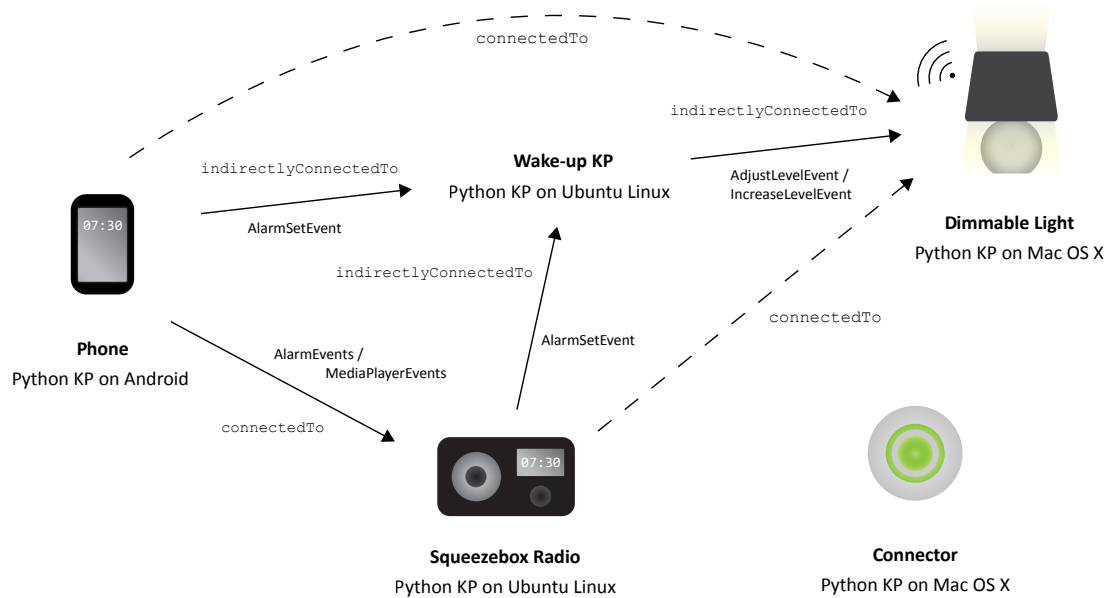 connectedTo
indirectlyConnectedTo
indirectlyConnectedTo
Wake-up KP
Python KP on Ubuntu Linux
AdjustLevelEvent /
IncreaseLevelEvent
07:30
AlarmSetEvent
Dimmable Light
Python KP on Mac OS X
indirectlyConnectedTo
connectedTo
Phone
Python KP on Android
AlarmEvents /
MediaPlayerEvents
AlarmSetEvent
connectedTo
07:30
Squeezebox Radio
Python KP on Ubuntu Linux
Connector
Python KP on Mac OS X